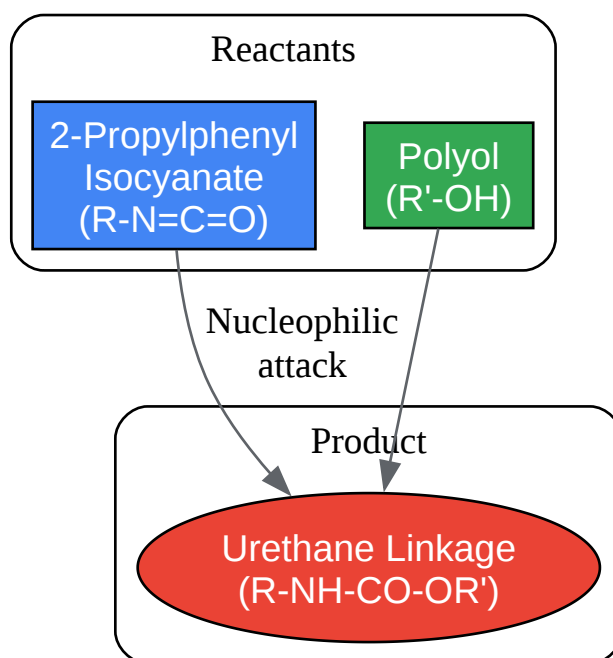 Reactants
2-Propylphenyl
Isocyanate
(R-N=C=O)
Polyol
(R'-OH)
Nucleophilic
attack
Product
Urethane Linkage
(R-NH-CO-OR')